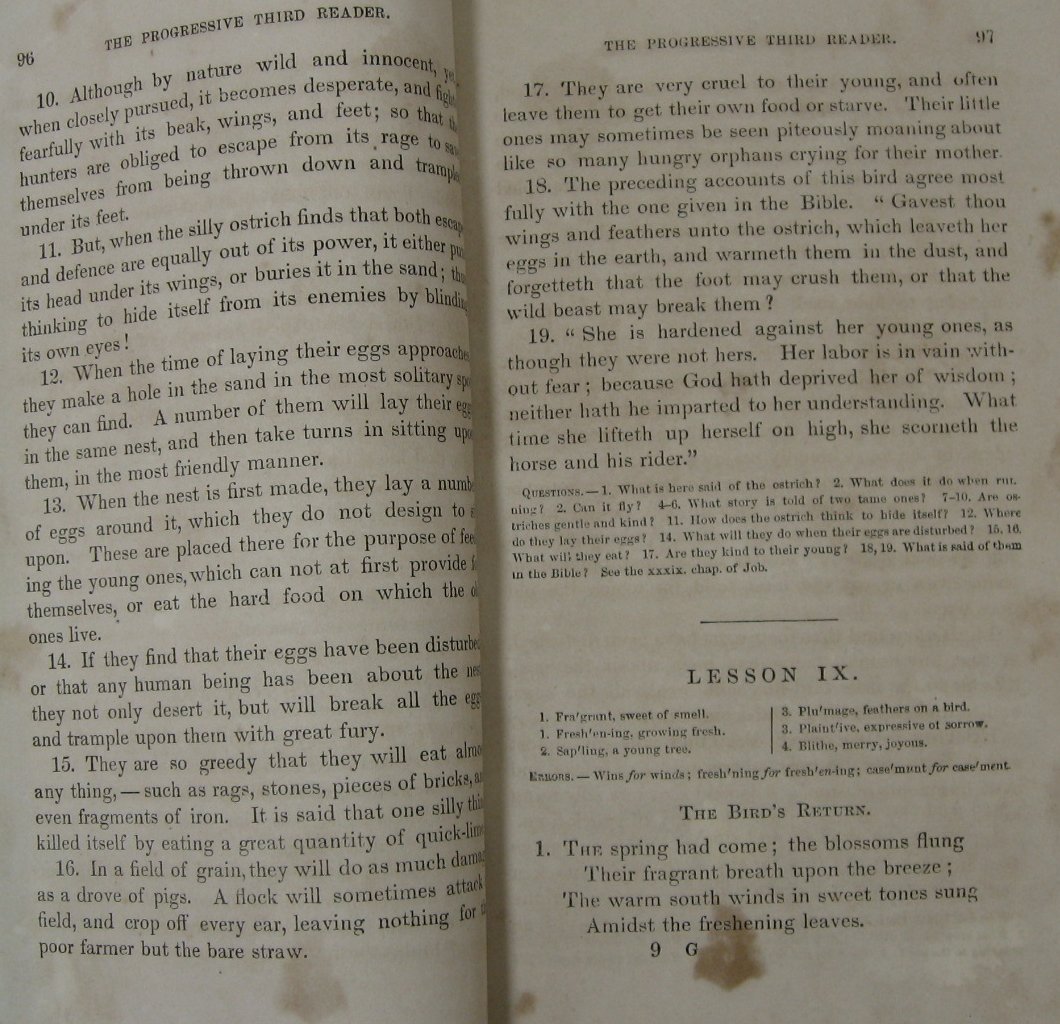 96
THE PROGRESSIVE THIRD READER.
10. Although by nature wild and innocent,
when closely pursued, it becomes desperate, and
fearfully with its beak, wings, and feet; so that
hunters are obliged to escape from its rage to
themselves from being thrown down and
under its feet.
11. But, when the silly ostrich finds that both
and defence are equally out of its power, it either
its head under its wings, or buries it in the sand;
thinking to hide itself from its enemies by
its own eyes!
12. When the time of laying their eggs
they make a hole in the sand in the most solitary
they can find. A number of them will lay their
in the same nest, and then take turns in sitting
them, in the most friendly manner.
13. When the nest is first made, they lay a
of eggs around it, which they do not design to
upon. These are placed there for the purpose of
ing the young ones, which can not at first provide
themselves, or eat the hard food on which the
ones live.
14. If they find that their eggs have been
or that any human being has been about the
they not only desert it, but will break all the
and trample upon them with great fury.
15. They are so greedy that they will eat
any thing, — such as rags, stones, pieces of bricks,
even fragments of iron. It is said that one silly
killed itself by eating a great quantity of
16. In a field of grain, they will do as much
as a drove of pigs. A flock will sometimes attack
field, and crop off every ear, leaving nothing for
poor farmer but the bare straw.
THE PROGRESSIVE THIRD READER.
97
17. They are very cruel to their young, and often
leave them to get their own food or starve. Their little
ones may sometimes be seen piteously moaning about
like so many hungry orphans crying for their mother.
18. The preceding accounts of this bird agree most
fully with the one given in the Bible. "Gavest thou
wings and feathers unto the ostrich, which leaveth her
eggs in the earth, and warmeth them in the dust, and
forgetteth that the foot may crush them, or that the
wild beast may break them?
19. "She is hardened against her young ones, as
though they were not hers. Her labor is in vain with-
out fear; because God hath deprived her of wisdom;
neither hath he imparted to her understanding. What
time she lifteth up herself on high, she scorneth the
horse and his rider."
QUESTIONS. — 1. What is here said of the ostrich? 2. What does it do when run-
ning? 2. Can it fly? 4-6. What story is told of two tame ones? 7-10. Are os-
triches gentle and kind? 11. How does the ostrich think to hide itself? 12. Where
do they lay their eggs? 14. What will they do when their eggs are disturbed? 15, 16.
What will they eat? 17. Are they kind to their young? 18, 19. What is said of them
in the Bible? See the xxxix. chap. of Job.
LESSON IX.
1. Fra'grant, sweet of smell.
1. Fresh'en-ing, growing fresh.
2. Sap'ling, a young tree.
3. Plu'mage, feathers on a bird.
3. Plaint'ive, expressive of sorrow.
4. Blithe, merry, joyous.
ERRORS. — Wins for winds; fresh'ning for fresh'en-ing; case'munt for case'ment.
THE BIRD'S RETURN.
1. THE spring had come; the blossoms flung
Their fragrant breath upon the breeze;
The warm south winds in sweet tones sung
Amidst the freshening leaves.
9 G